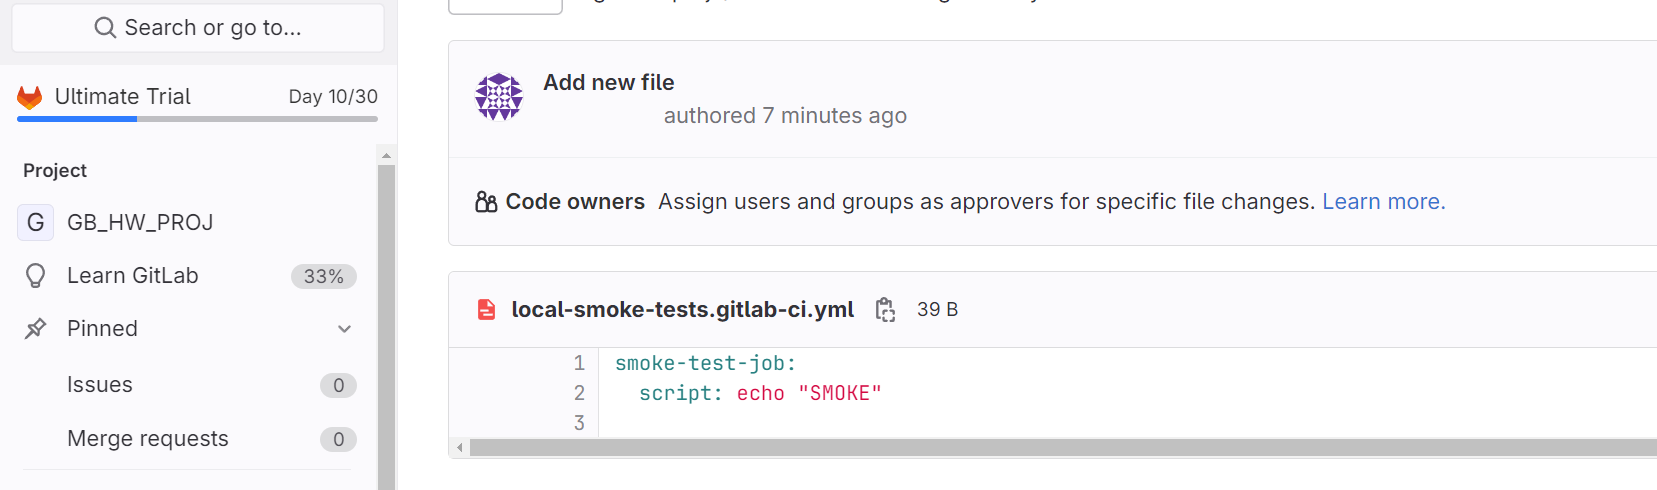 Search or go to...
Ultimate Trial Day 10/30
Project
G GB_HW_PROJ
Learn GitLab 33%
Pinned
Issues 0
Merge requests 0
Add new file
authored 7 minutes ago
Code owners Assign users and groups as approvers for specific file changes. Learn more.
local-smoke-tests.gitlab-ci.yml 39 B
1 smoke-test-job:
2 script: echo "SMOKE"
3